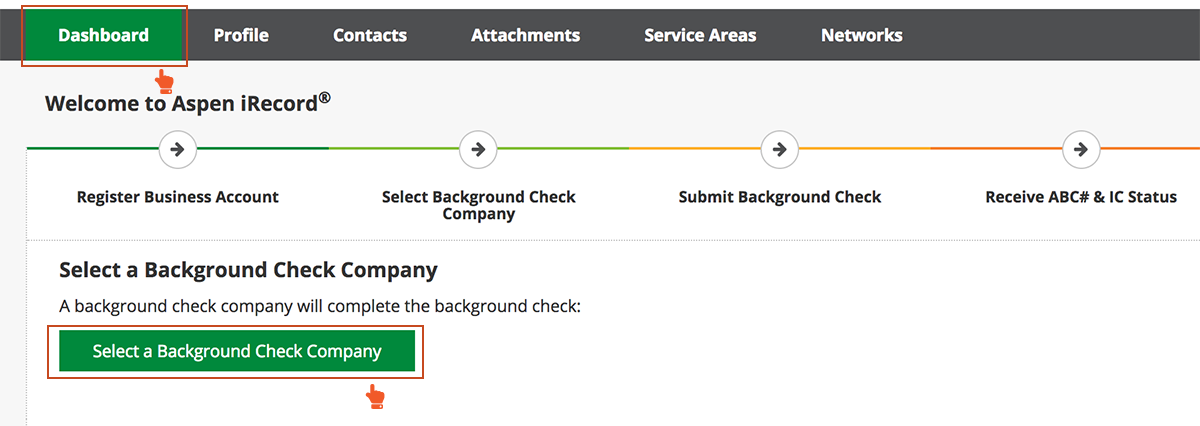 Dashboard Profile Contacts Attachments Service Areas Networks
Welcome to Aspen iRecord®
Register Business Account
Select Background Check
Company
Submit Background Check
Receive ABC# & IC Status
Select a Background Check Company
A background check company will complete the background check:
Select a Background Check Company